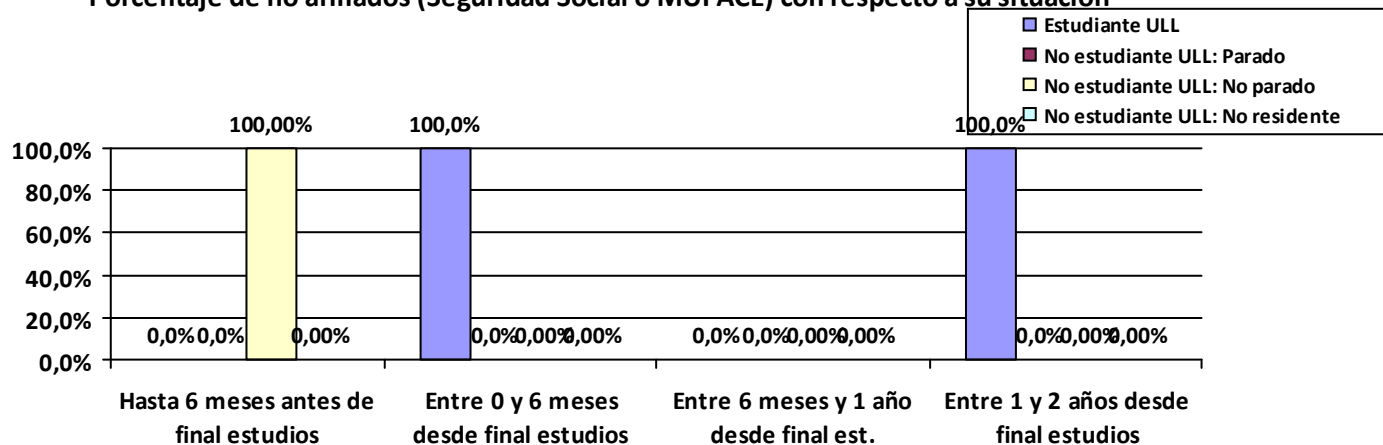 Porcentaje de no afiliados (Seguridad Social o MUFACE) con respecto a su situación
Estudiante ULL
No estudiante ULL: Parado
No estudiante ULL: No parado
No estudiante ULL: No residente
100,00% 100,0% 100,0%
100,0%
80,0%
60,0%
40,0%
20,0%
0,0%
0,0% 0,0% 0,00% 0,0% 0,00% 0,00% 0,0% 0,0% 0,00% 0,00% 0,0% 0,00% 0,00%
Hasta 6 meses antes de
final estudios
Entre 0 y 6 meses
desde final estudios
Entre 6 meses y 1 año
desde final est.
Entre 1 y 2 años desde
final estudios